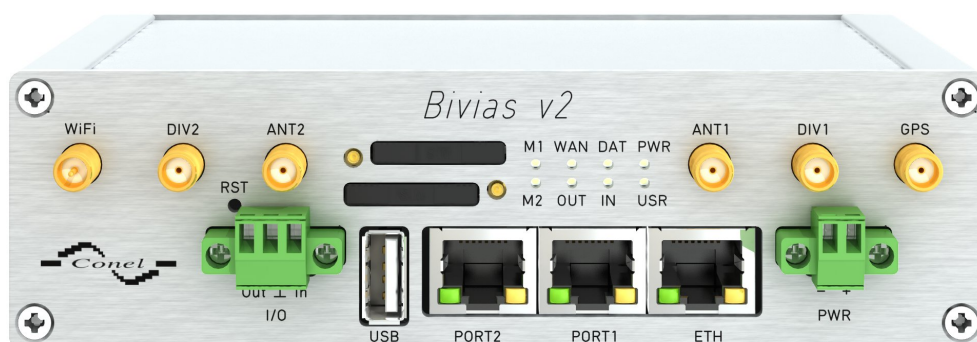 Bivias v2
WiFi DIV2 ANT2
M1 WAN DAT PWR
M2 OUT IN USR
ANT1 DIV1 GPS
RST
Conel
Out ⊥ In
I/O
USB PORT2 PORT1 ETH
- +
PWR